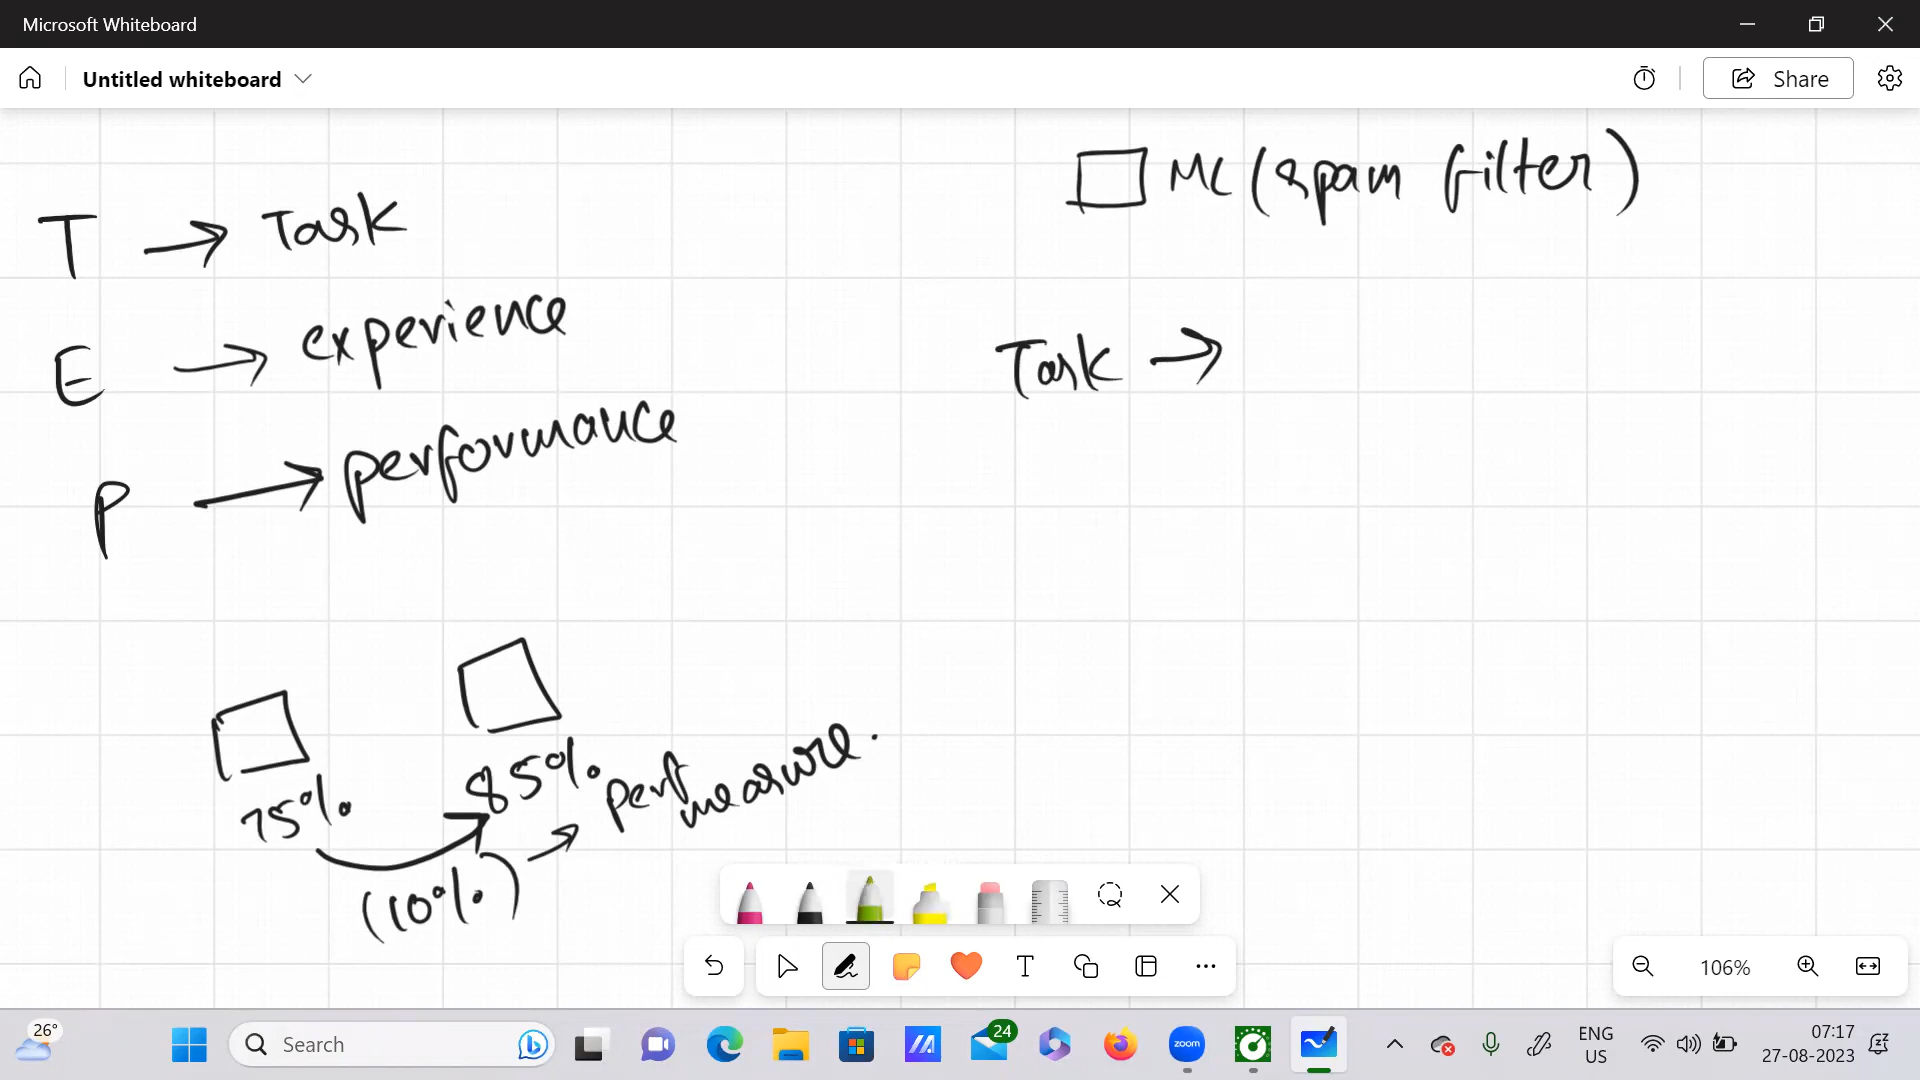 Microsoft Whiteboard
Untitled whiteboard
Share
T → Task
E → experience
P → performance
75%
85%
(10%) → perf measure.
ML (spam filter)
Task →
T
106%
26°
Search
24
zoom
ENG
US
07:17
27-08-2023